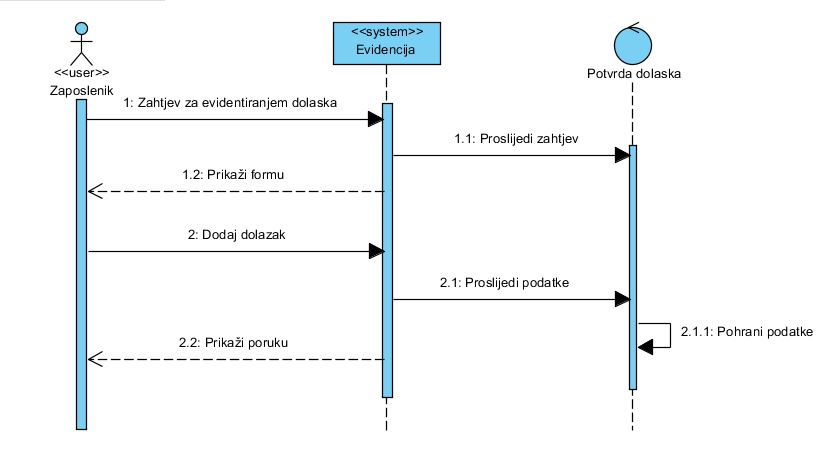 <<system>>
Evidencija
<<user>>
Zaposlenik
Potvrda dolaska
1: Zahtjev za evidentiranjem dolaska
1.1: Proslijedi zahtjev
1.2: Prikaži formu
2: Dodaj dolazak
2.1: Proslijedi podatke
2.1.1: Pohrani podatke
2.2: Prikaži poruku